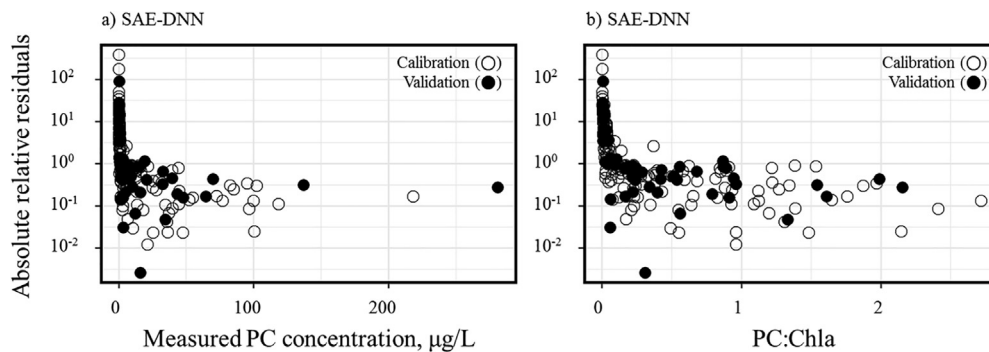 a) SAE-DNN
b) SAE-DNN
Absolute relative residuals
10²
10¹
10⁰
10⁻¹
10⁻²
Calibration (○)
Validation (●)
0
100
200
Measured PC concentration, μg/L
10²
10¹
10⁰
10⁻¹
10⁻²
Calibration (○)
Validation (●)
0
1
2
PC:Chla